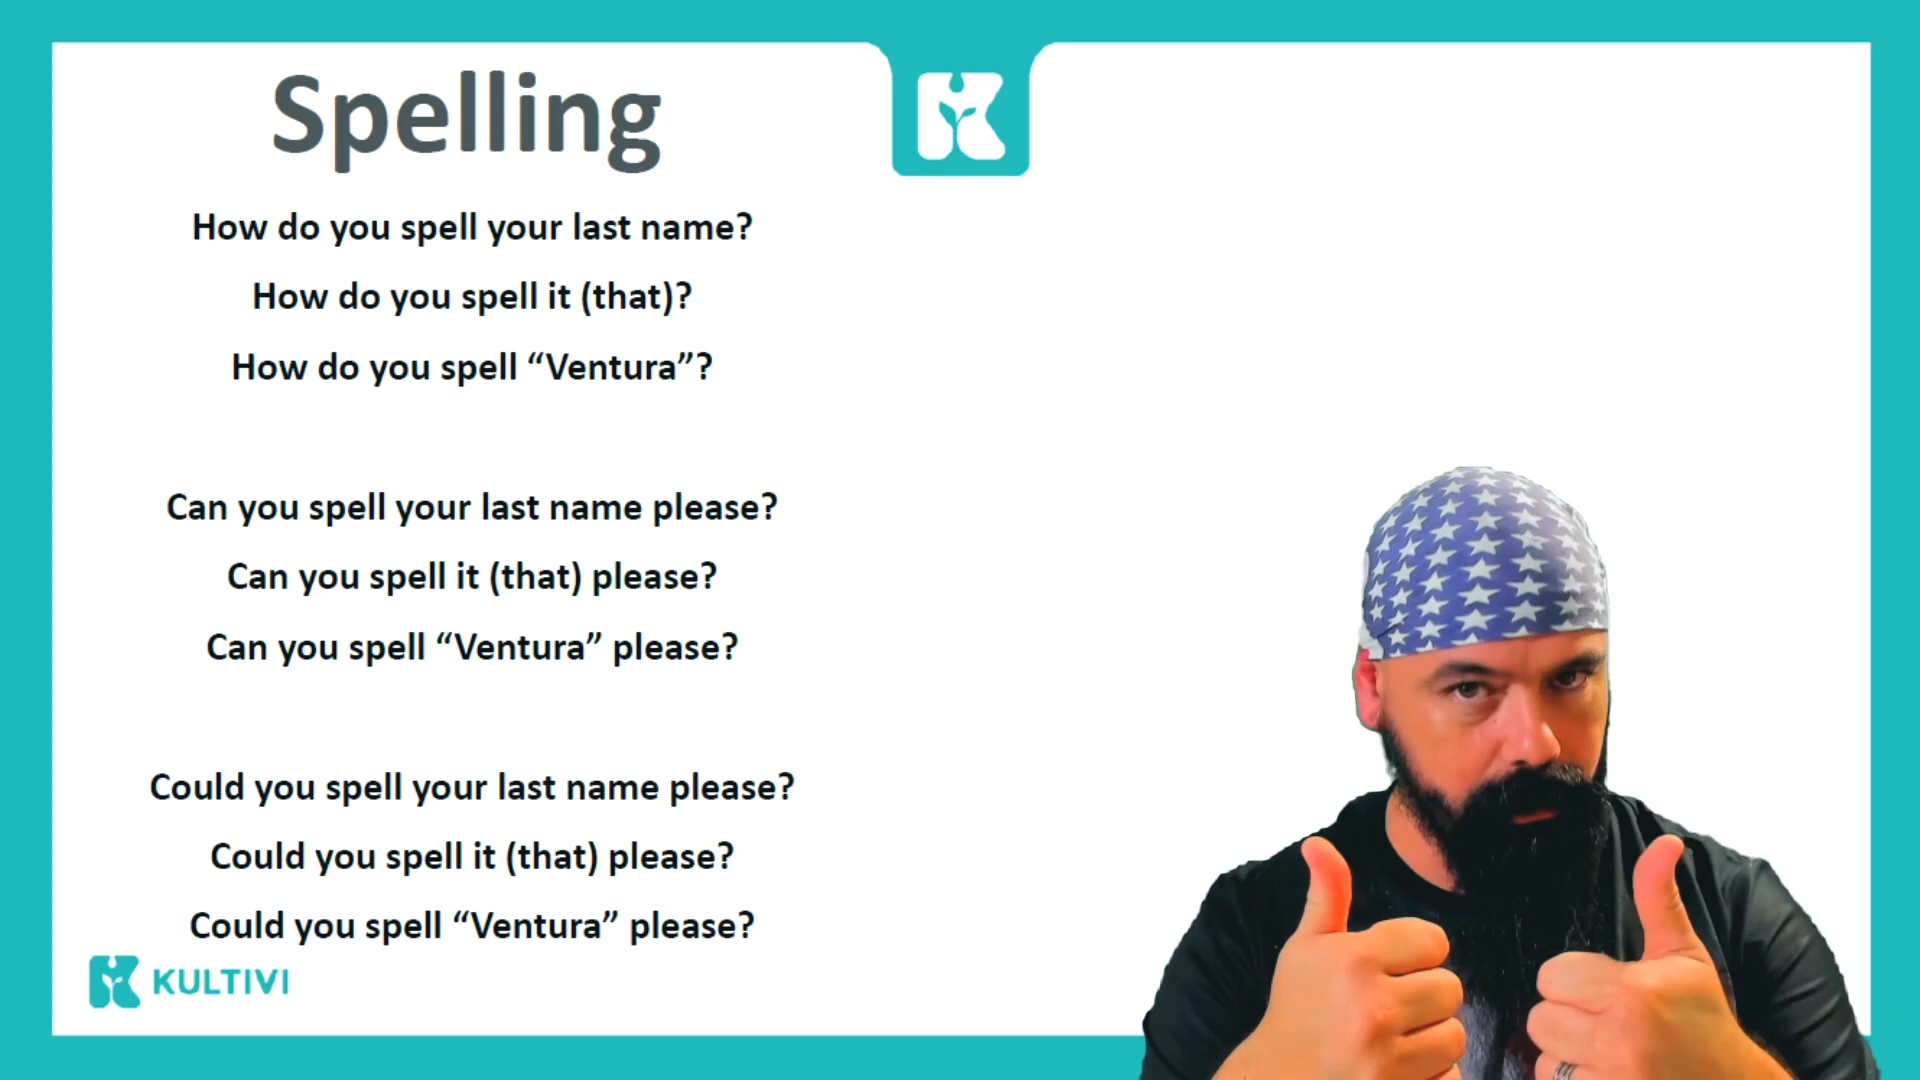 Spelling
How do you spell your last name?
How do you spell it (that)?
How do you spell “Ventura”?
Can you spell your last name please?
Can you spell it (that) please?
Can you spell “Ventura” please?
Could you spell your last name please?
Could you spell it (that) please?
Could you spell “Ventura” please?
KULTIVI